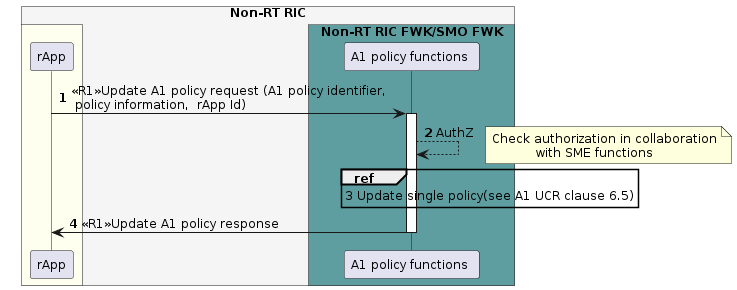 Non-RT RIC
Non-RT RIC FWK/SMO FWK
rApp
A1 policy functions
1 «R1»Update A1 policy request (A1 policy identifier,
policy information,  rApp Id)
2 AuthZ
Check authorization in collaboration
with SME functions
ref
3 Update single policy(see A1 UCR clause 6.5)
4 «R1»Update A1 policy response
rApp
A1 policy functions